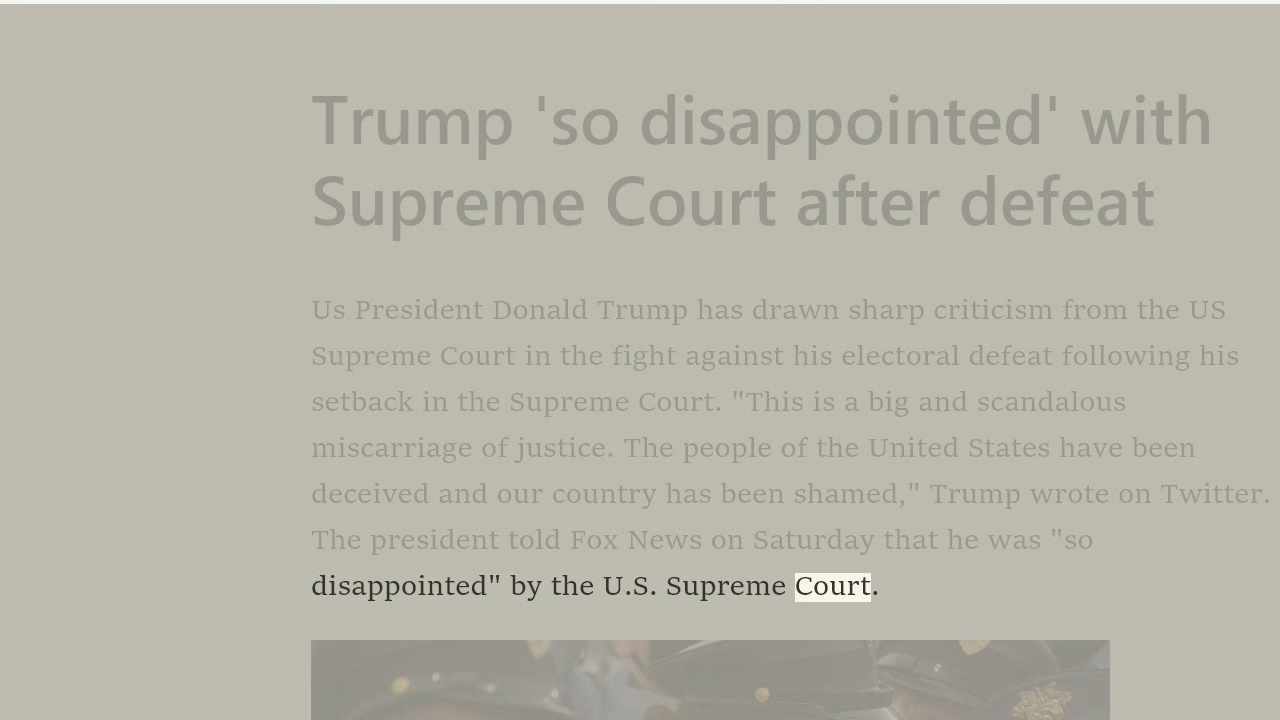 Trump 'so disappointed' with
Supreme Court after defeat
Us President Donald Trump has drawn sharp criticism from the US
Supreme Court in the fight against his electoral defeat following his
setback in the Supreme Court. "This is a big and scandalous
miscarriage of justice. The people of the United States have been
deceived and our country has been shamed," Trump wrote on Twitter.
The president told Fox News on Saturday that he was "so
disappointed" by the U.S. Supreme Court.